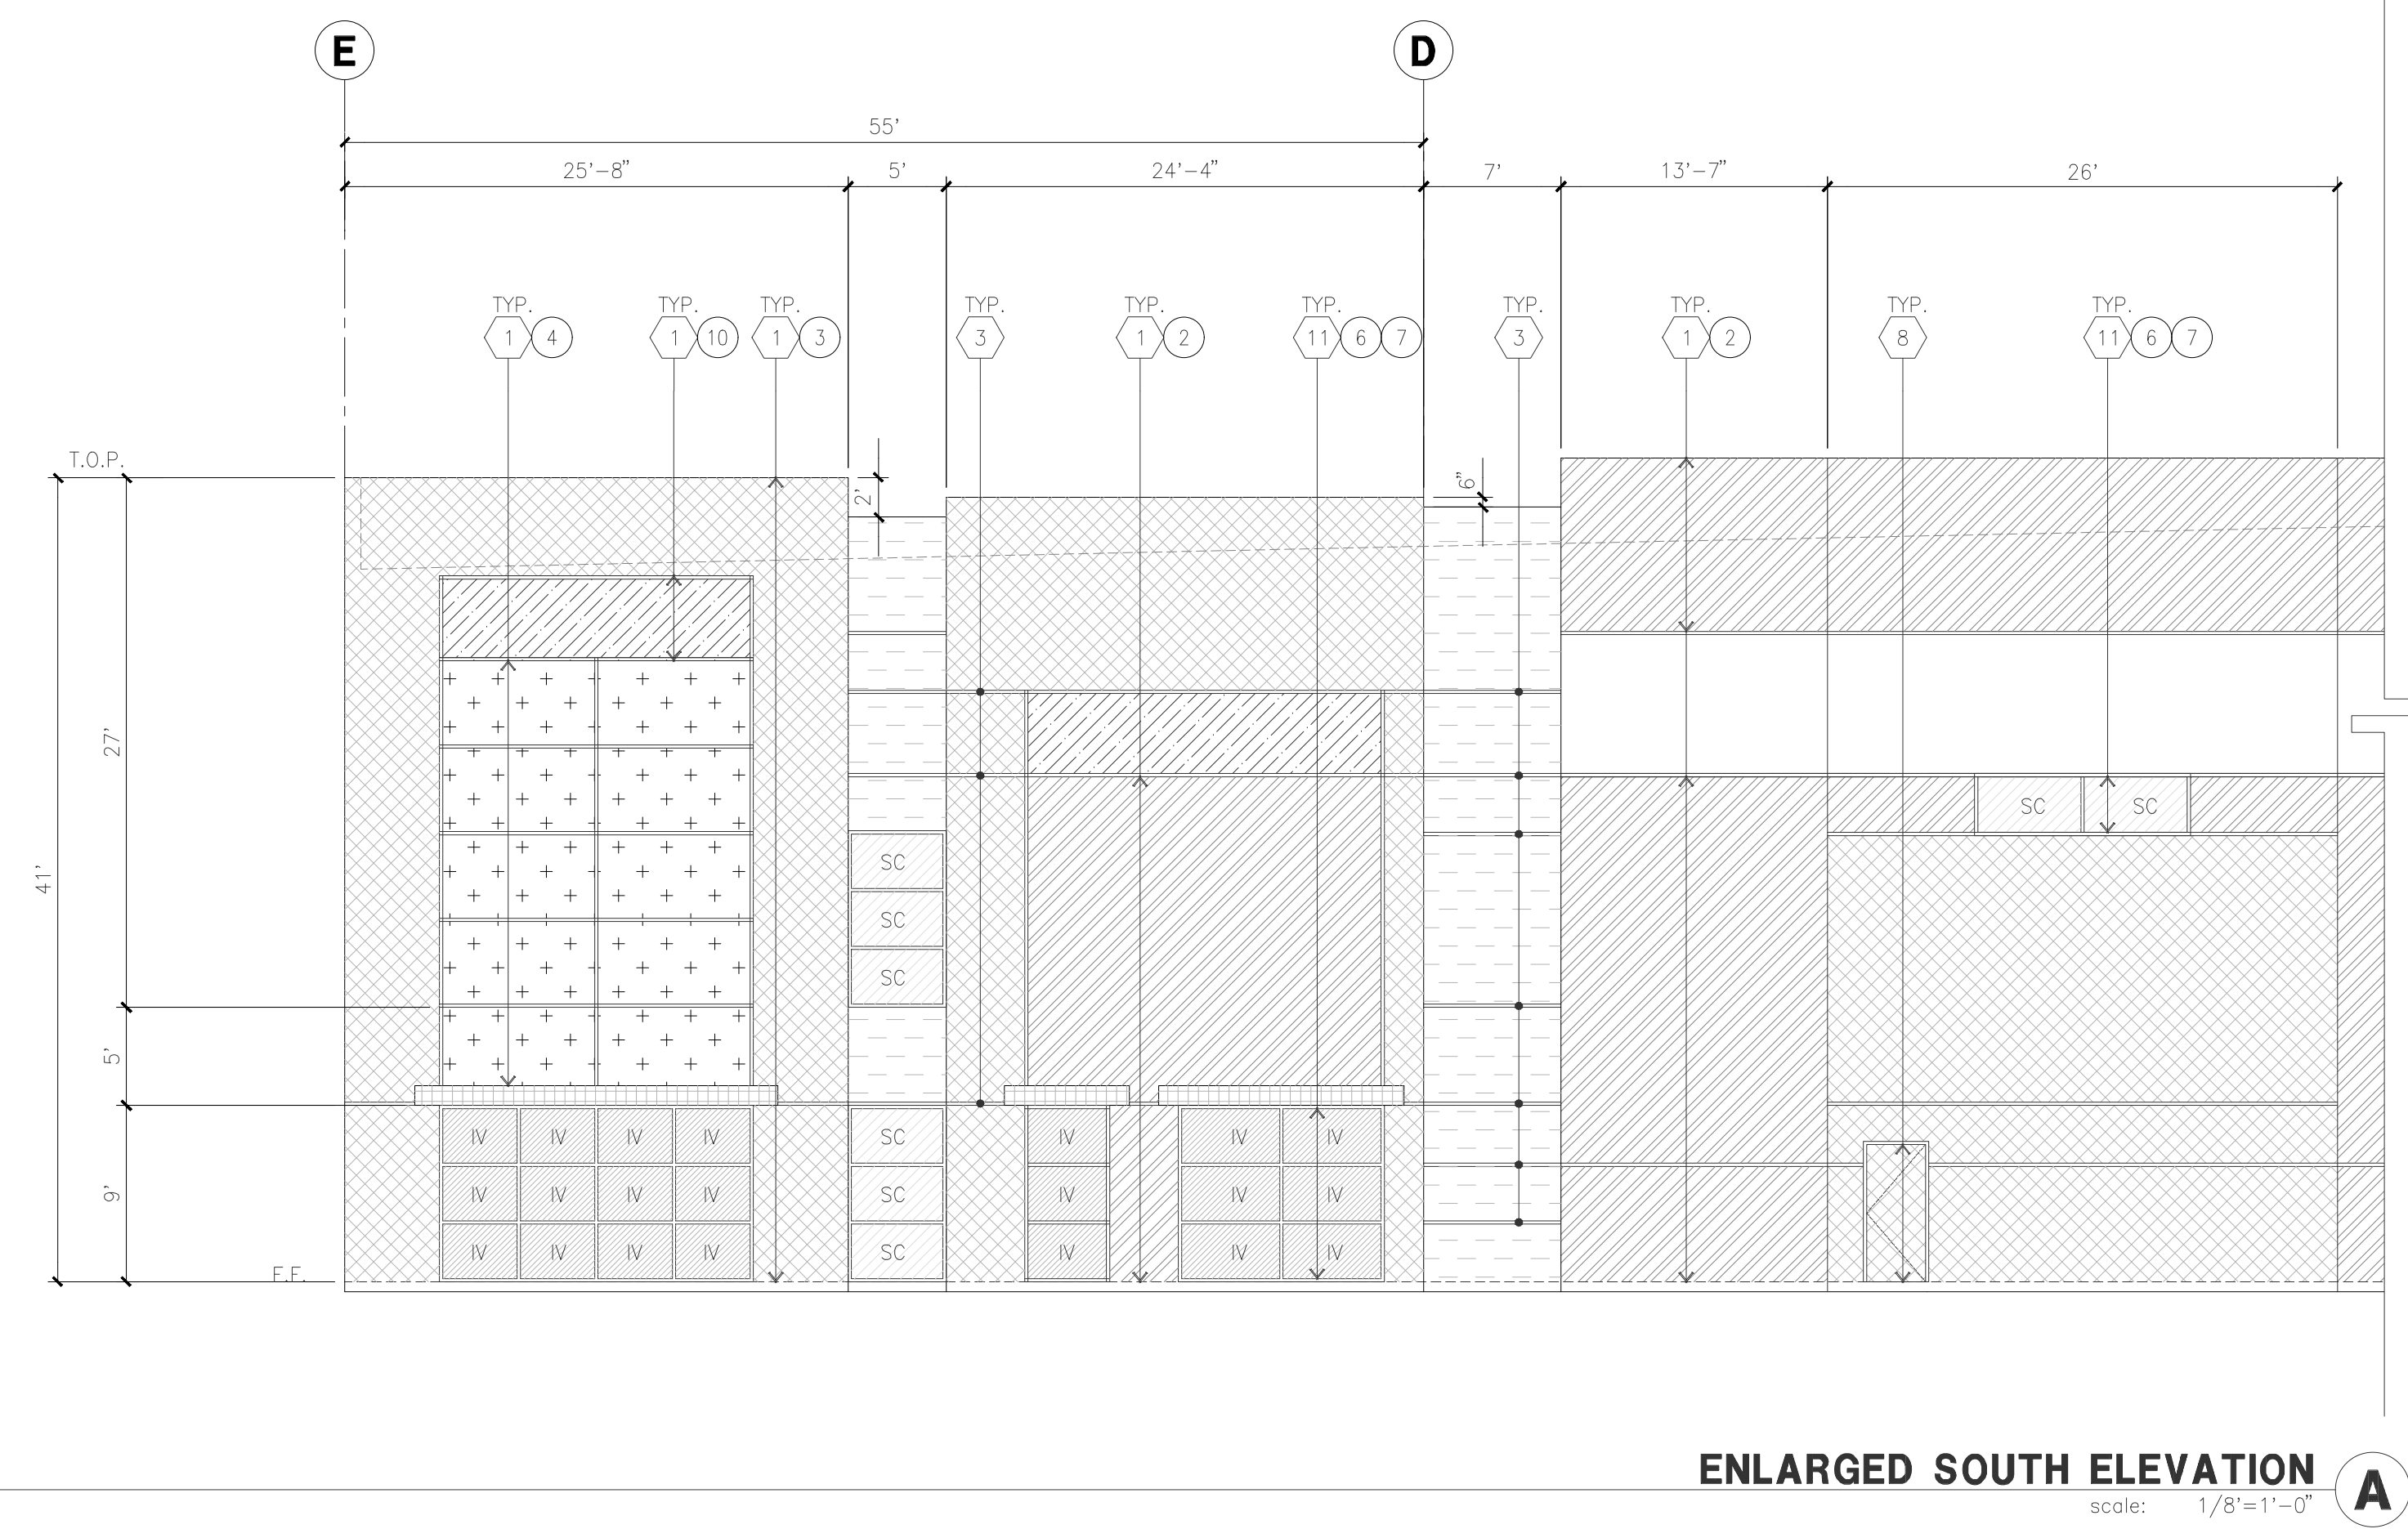 E D
55'
25'-8" 5' 24'-4" 7' 13'-7" 26'
TYP. TYP. TYP. TYP. TYP. TYP. TYP. TYP. TYP. TYP.
1 4 1 10 1 3 3 1 2 11 6 7 3 1 2 8 11 6 7
T.O.P.
2' 6"
27'
41'
SC SC
SC
SC
SC
5'
9'
IV IV IV IV SC IV IV IV
IV IV IV IV SC IV IV IV
IV IV IV IV SC IV IV IV
F.F.
ENLARGED SOUTH ELEVATION A
scale: 1/8'=1'-0"